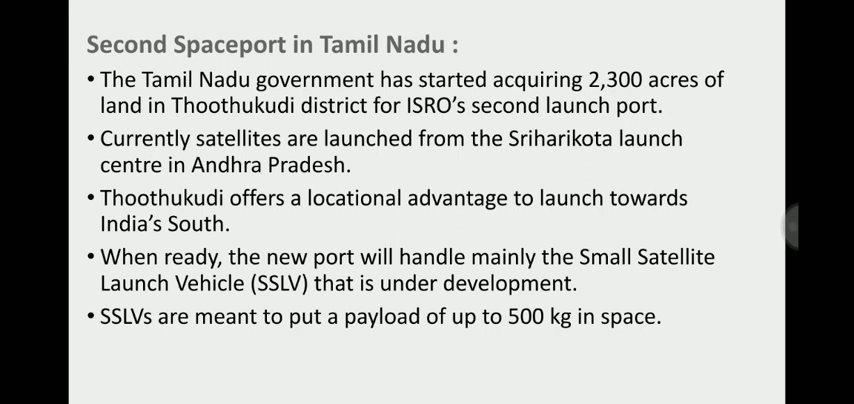 Second Spaceport in Tamil Nadu :
• The Tamil Nadu government has started acquiring 2,300 acres of
land in Thoothukudi district for ISRO’s second launch port.
• Currently satellites are launched from the Sriharikota launch
centre in Andhra Pradesh.
• Thoothukudi offers a locational advantage to launch towards
India’s South.
• When ready, the new port will handle mainly the Small Satellite
Launch Vehicle (SSLV) that is under development.
• SSLVs are meant to put a payload of up to 500 kg in space.